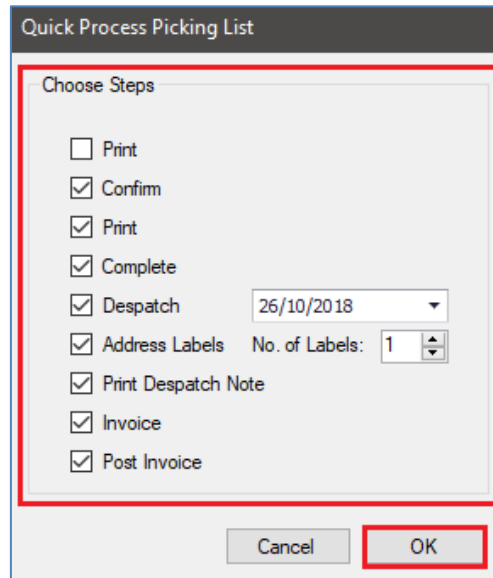 Quick Process Picking List
Choose Steps
Print
Confirm
Print
Complete
Despatch 26/10/2018
Address Labels No. of Labels: 1
Print Despatch Note
Invoice
Post Invoice
Cancel OK